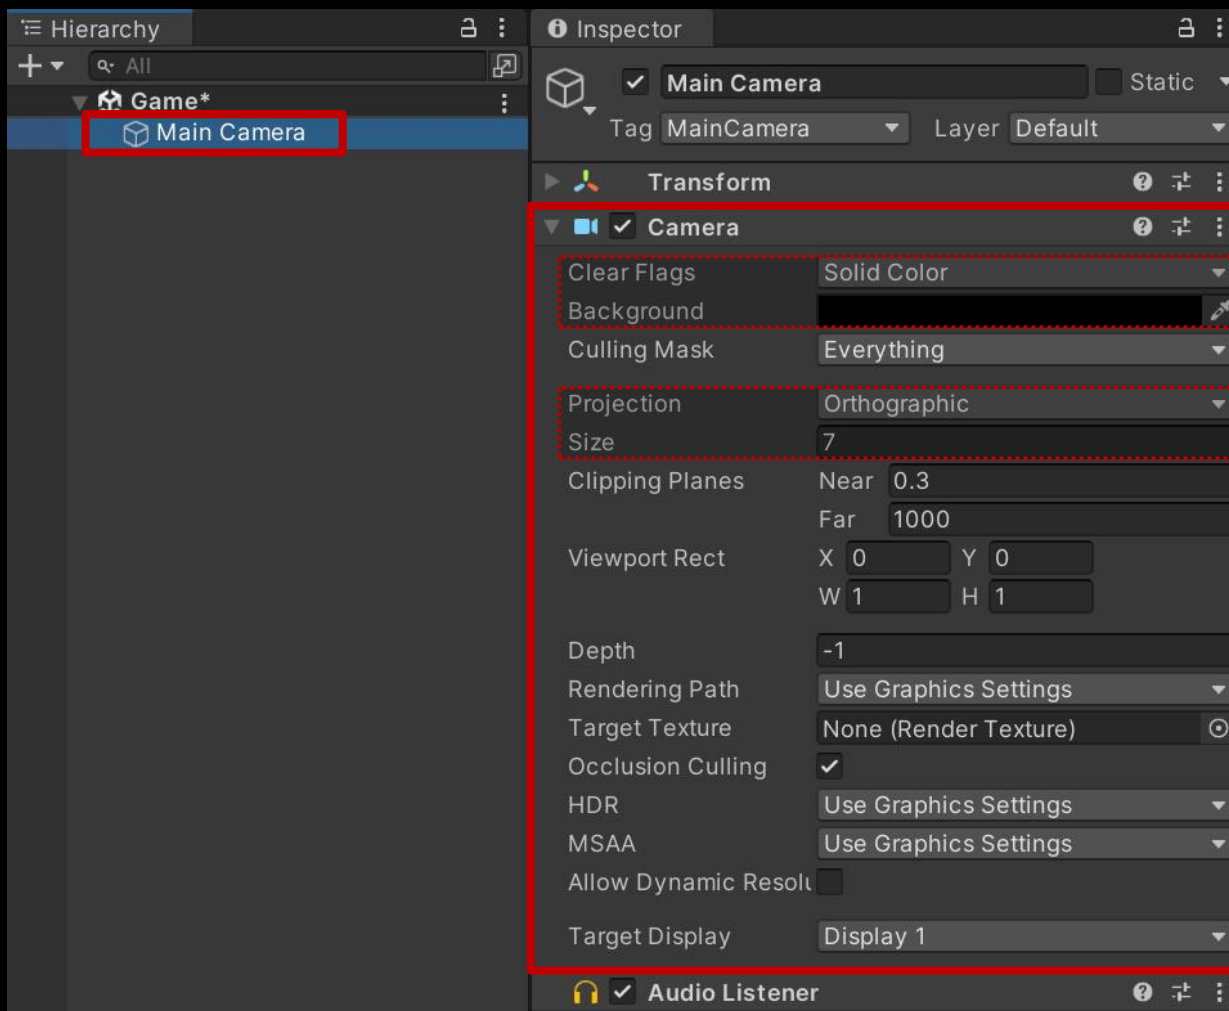 Hierarchy
All
Game*
Main Camera
Inspector
Main Camera Static
Tag MainCamera Layer Default
Transform
Camera
Clear Flags Solid Color
Background
Culling Mask Everything
Projection Orthographic
Size 7
Clipping Planes Near 0.3
Far 1000
Viewport Rect X 0 Y 0
W 1 H 1
Depth -1
Rendering Path Use Graphics Settings
Target Texture None (Render Texture)
Occlusion Culling
HDR Use Graphics Settings
MSAA Use Graphics Settings
Allow Dynamic Resolu
Target Display Display 1
Audio Listener